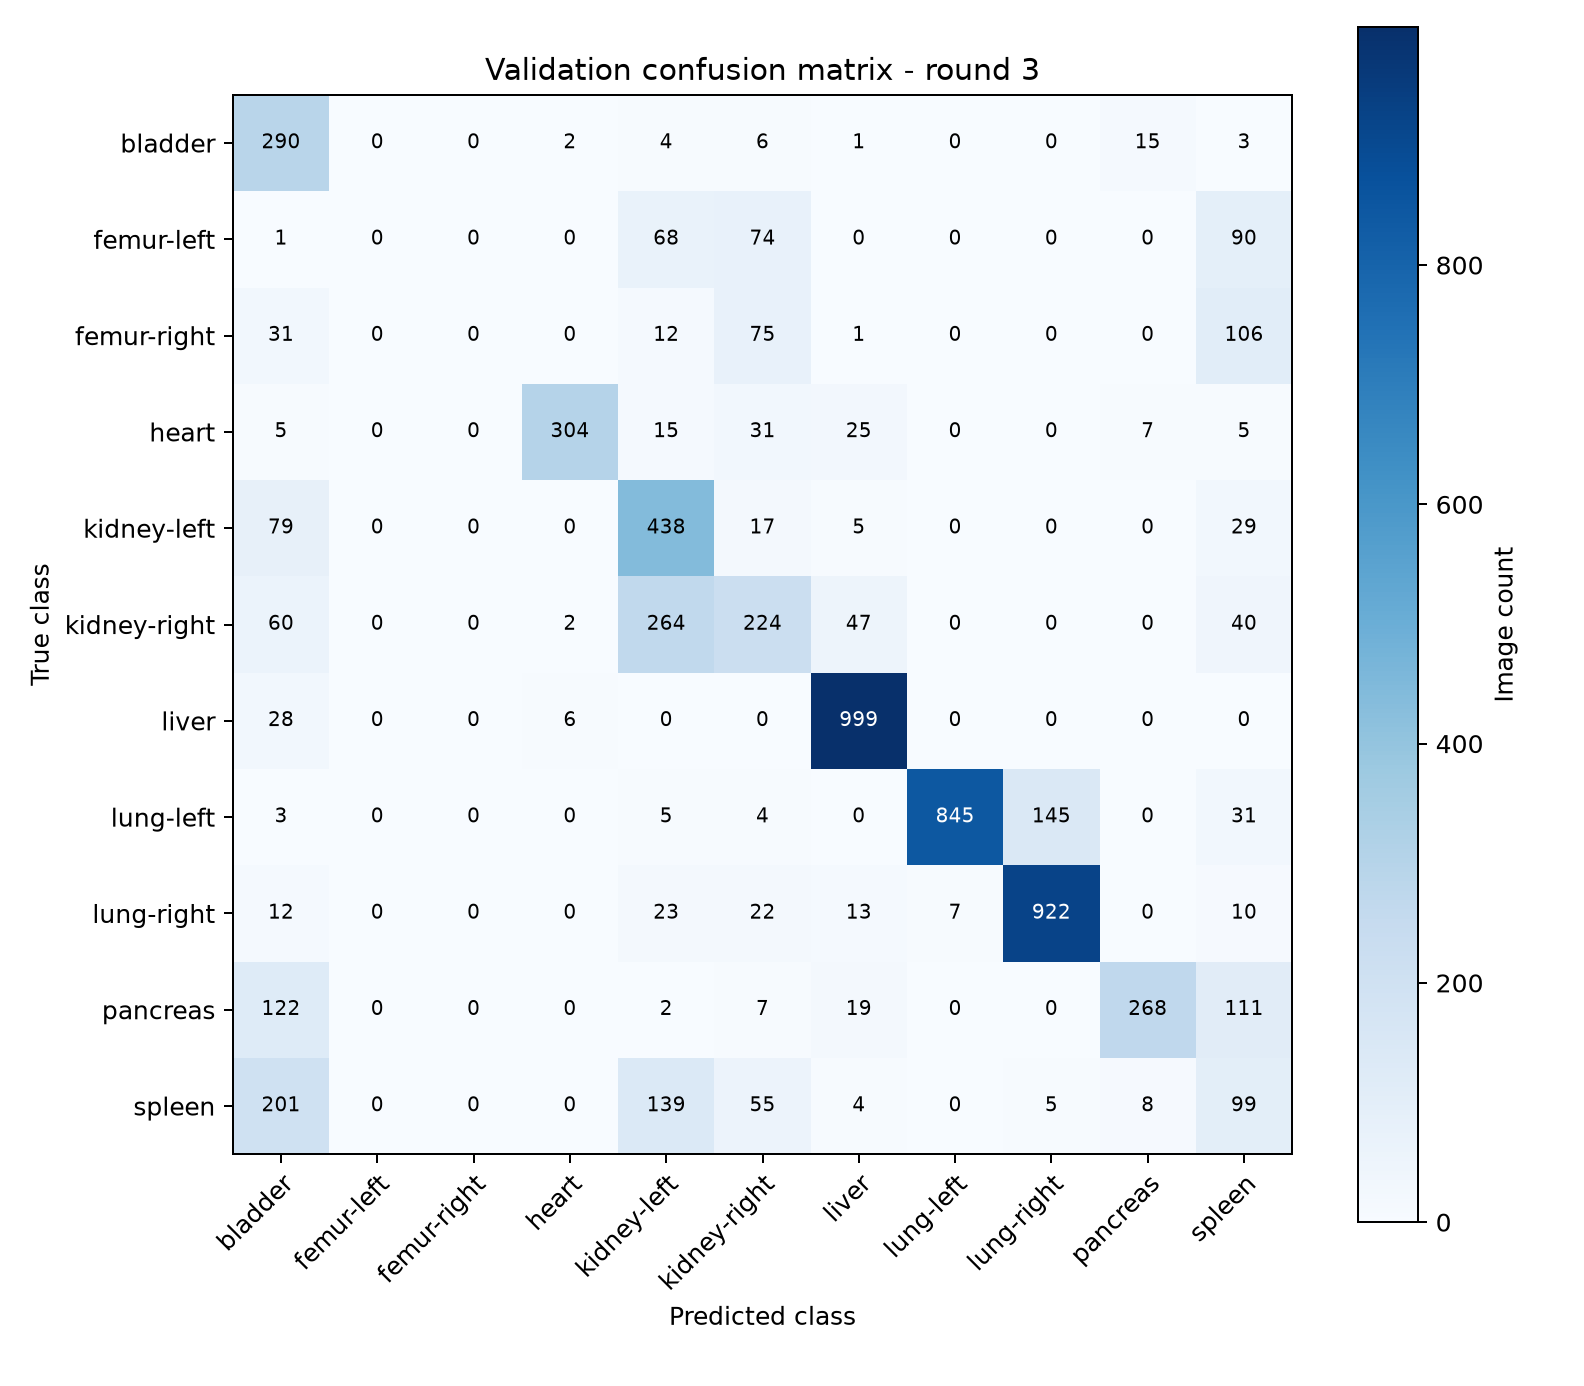 Validation confusion matrix - round 3
True class
bladder 290 0 0 2 4 6 1 0 0 15 3
femur-left 1 0 0 0 68 74 0 0 0 0 90
femur-right 31 0 0 0 12 75 1 0 0 0 106
heart 5 0 0 304 15 31 25 0 0 7 5
kidney-left 79 0 0 0 438 17 5 0 0 0 29
kidney-right 60 0 0 2 264 224 47 0 0 0 40
liver 28 0 0 6 0 0 999 0 0 0 0
lung-left 3 0 0 0 5 4 0 845 145 0 31
lung-right 12 0 0 0 23 22 13 7 922 0 10
pancreas 122 0 0 0 2 7 19 0 0 268 111
spleen 201 0 0 0 139 55 4 0 5 8 99
bladder femur-left femur-right heart kidney-left kidney-right liver lung-left lung-right pancreas spleen
Predicted class
800
600
400
200
0
Image count